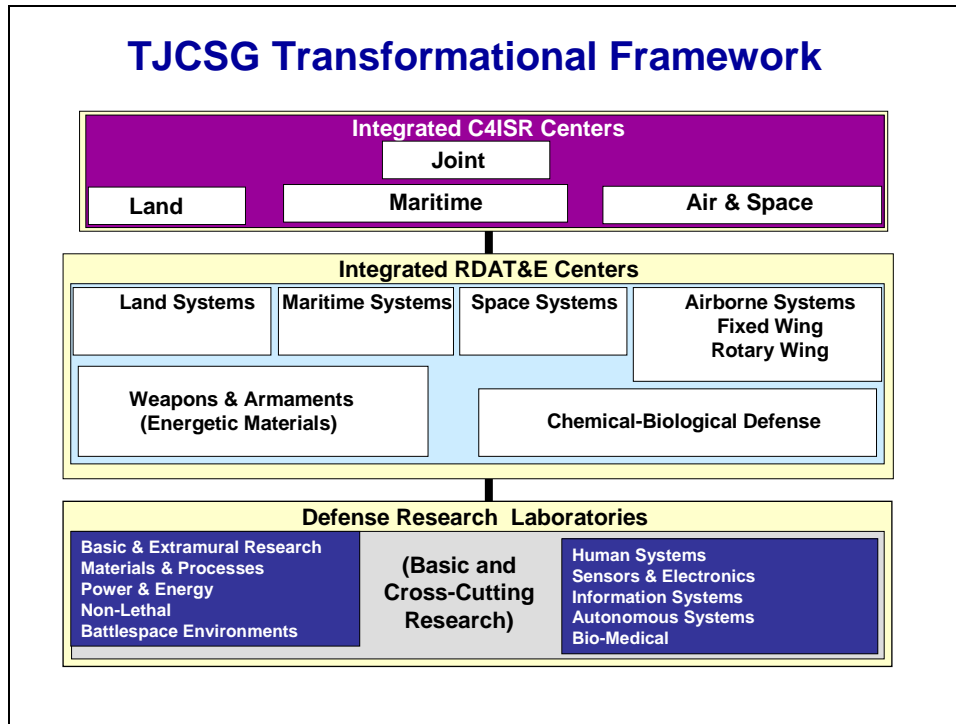 TJCSG Transformational Framework
Integrated C4ISR Centers
Joint
Land
Maritime
Air & Space
Integrated RDAT&E Centers
Land Systems
Maritime Systems
Space Systems
Airborne Systems
Fixed Wing
Rotary Wing
Weapons & Armaments
(Energetic Materials)
Chemical-Biological Defense
Defense Research Laboratories
Basic & Extramural Research
Materials & Processes
Power & Energy
Non-Lethal
Battlespace Environments
(Basic and
Cross-Cutting
Research)
Human Systems
Sensors & Electronics
Information Systems
Autonomous Systems
Bio-Medical